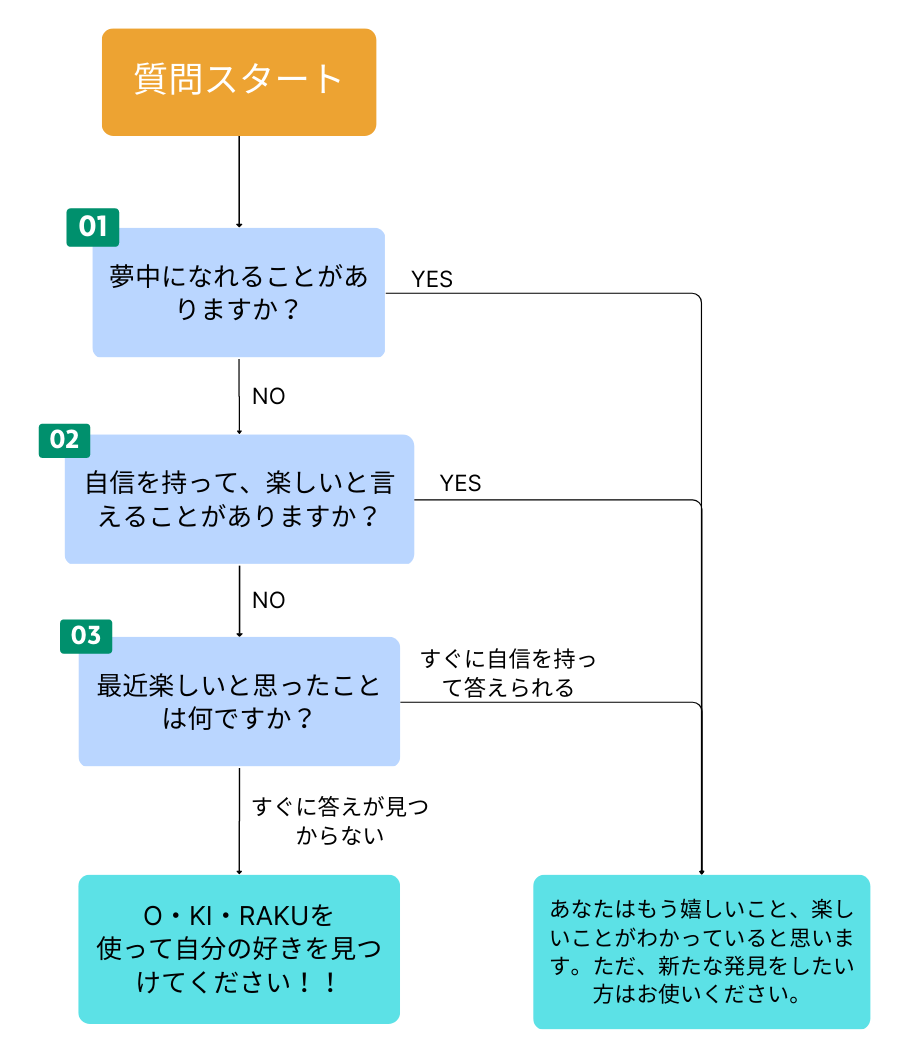 質問スタート
01
夢中になれることがあ
りますか？
YES
NO
02
自信を持って、楽しいと言
えることがありますか？
YES
NO
03
最近楽しいと思ったこと
は何ですか？
すぐに自信を持っ
て答えられる
すぐに答えが見つ
からない
O・KI・RAKUを
使って自分の好きを見つ
けてください！！
あなたはもう嬉しいこと、楽し
いことがわかっていると思いま
す。ただ、新たな発見をしたい
方はお使いください。